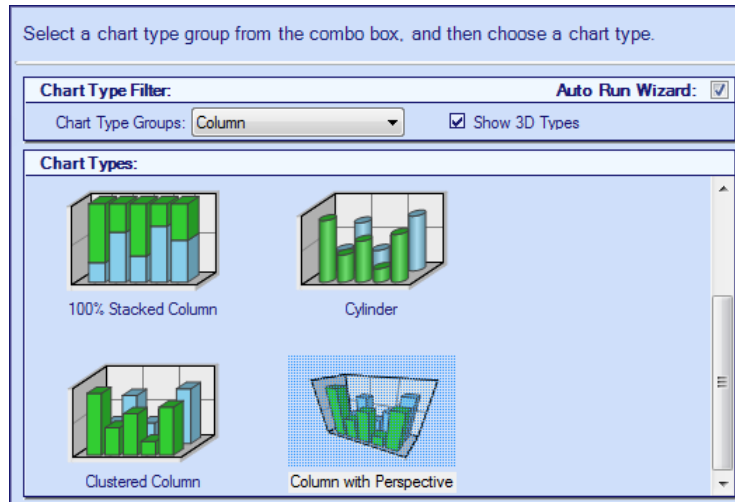 Select a chart type group from the combo box, and then choose a chart type.
Chart Type Filter: Auto Run Wizard:
Chart Type Groups: Column Show 3D Types
Chart Types:
100% Stacked Column Cylinder
Clustered Column Column with Perspective